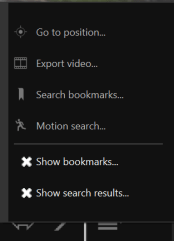 Go to position...
Export video...
Search bookmarks...
Motion search...
Show bookmarks...
Show search results...